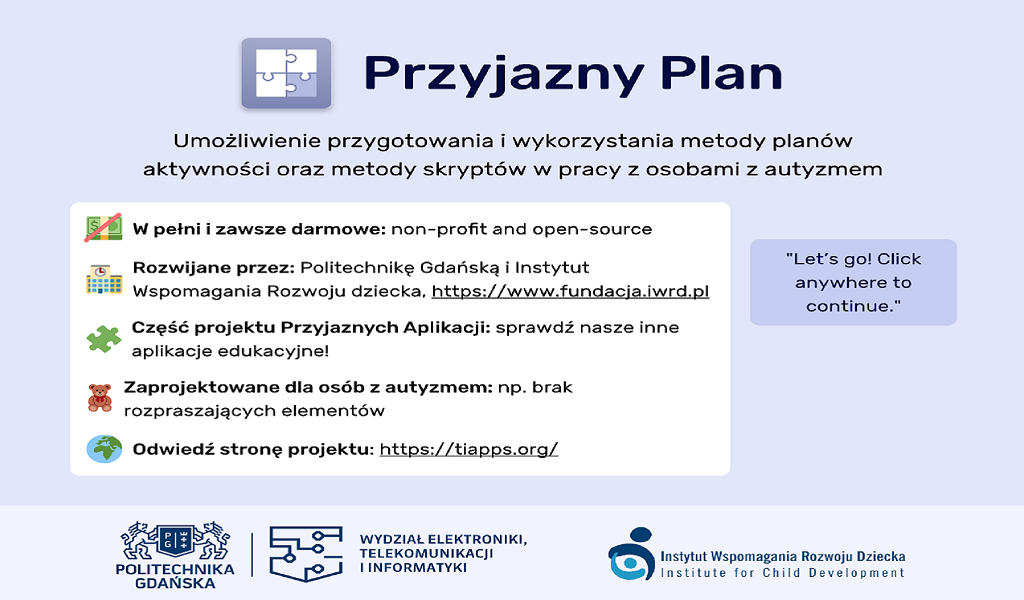 Przyjazny Plan
Umożliwienie przygotowania i wykorzystania metody planów
aktywności oraz metody skryptów w pracy z osobami z autyzmem
W pełni i zawsze darmowe: non-profit and open-source
Rozwijane przez: Politechnikę Gdańską i Instytut
Wspomagania Rozwoju dziecka, https://www.fundacja.iwrd.pl
Część projektu Przyjaznych Aplikacji: sprawdź nasze inne
aplikacje edukacyjne!
Zaprojektowane dla osób z autyzmem: np. brak
rozpraszających elementów
Odwiedź stronę projektu: https://tiapps.org/
"Let's go! Click
anywhere to
continue."
PG
POLITECHNIKA
GDAŃSKA
WYDZIAŁ ELEKTRONIKI,
TELEKOMUNIKACJI
I INFORMATYKI
Instytut Wspomagania Rozwoju Dziecka
Institute for Child Development